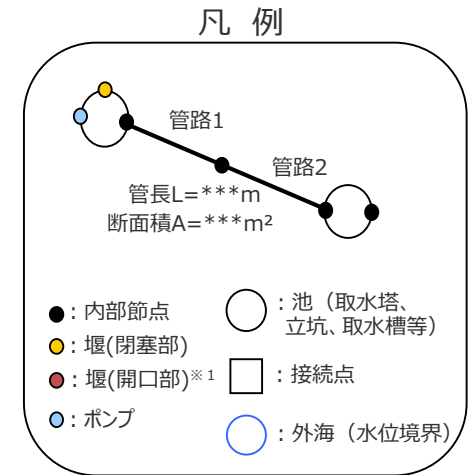 凡 例
管路1
管路2
管長L=***m
断面積A=***m²
：内部節点
：堰(閉塞部)
：堰(開口部)※1
：ポンプ
：池（取水塔、
立坑、取水槽等）
：接続点
：外海（水位境界）